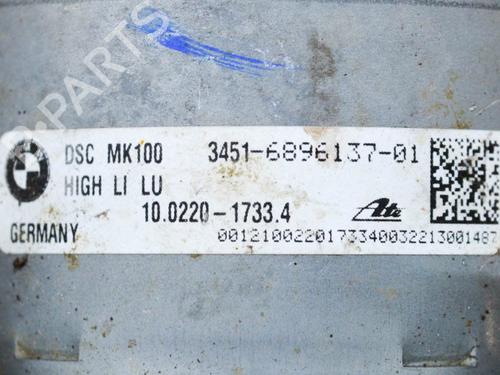 B-PARTS
DSC MK100 3451-6896137-01
HIGH LI LU
10.0220-1733.4 Ate
GERMANY 0012100220173340032213001487